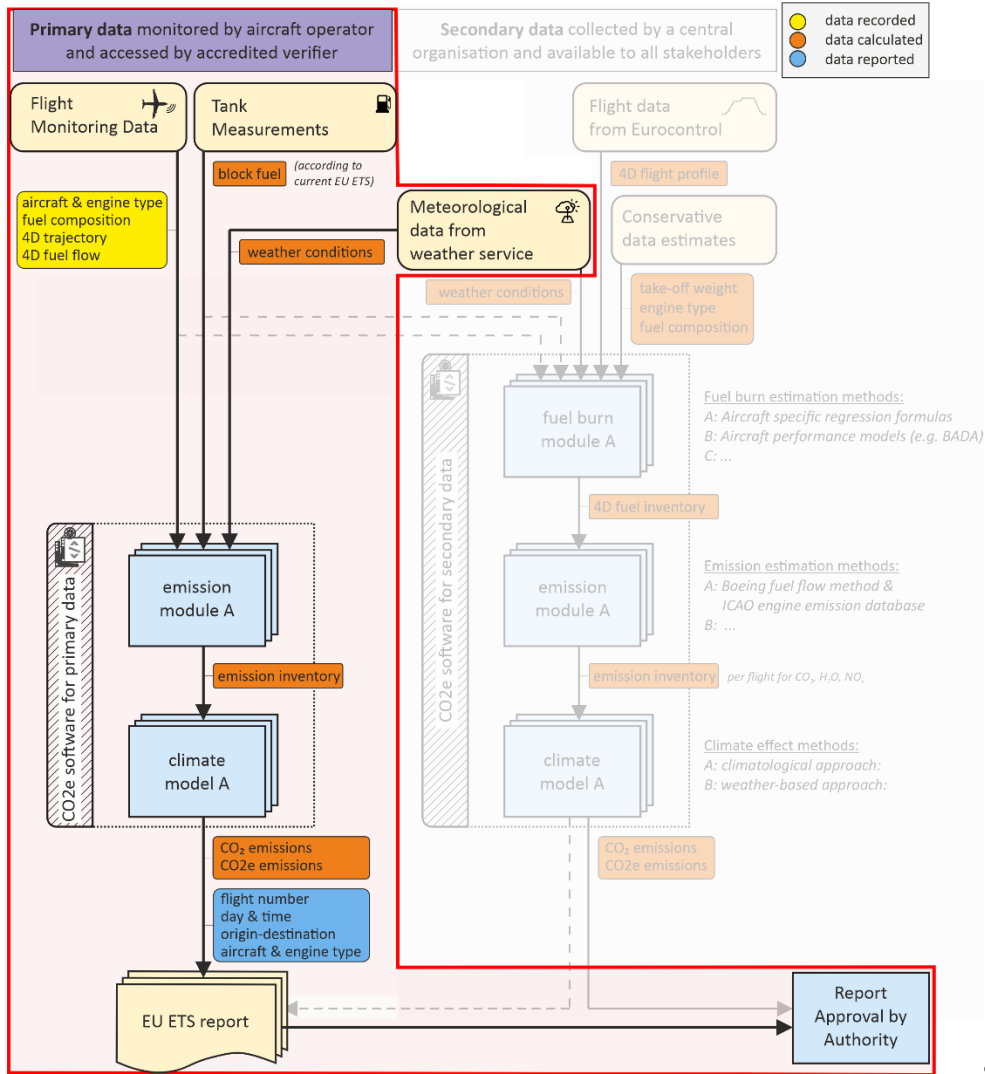 Primary data monitored by aircraft operator
and accessed by accredited verifier
Secondary data collected by a central
organisation and available to all stakeholders
data recorded
data calculated
data reported
Flight
Monitoring Data
Tank
Measurements
Flight data
from Eurocontrol
block fuel
(according to
current EU ETS)
4D flight profile
aircraft & engine type
fuel composition
4D trajectory
4D fuel flow
Meteorological
data from
weather service
Conservative
data estimates
weather conditions
weather conditions
take-off weight
engine type
fuel composition
CO2e software for secondary data
fuel burn
module A
Fuel burn estimation methods:
A: Aircraft specific regression formulas
B: Aircraft performance models (e.g. BADA)
C: ...
4D fuel inventory
CO2e software for primary data
emission
module A
emission
module A
Emission estimation methods:
A: Boeing fuel flow method &
ICAO engine emission database
B: ...
emission inventory
emission inventory
per flight for CO₂, H₂O, NOₓ
climate
model A
climate
model A
Climate effect methods:
A: climatological approach:
B: weather-based approach:
CO₂ emissions
CO2e emissions
CO₂ emissions
CO2e emissions
flight number
day & time
origin-destination
aircraft & engine type
EU ETS report
Report
Approval by
Authority